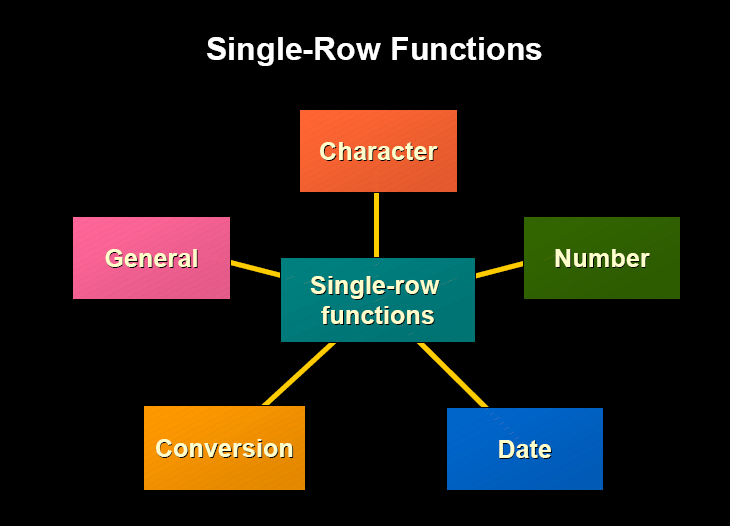 Single-Row Functions
Character
General
Number
Single-row
functions
Conversion
Date